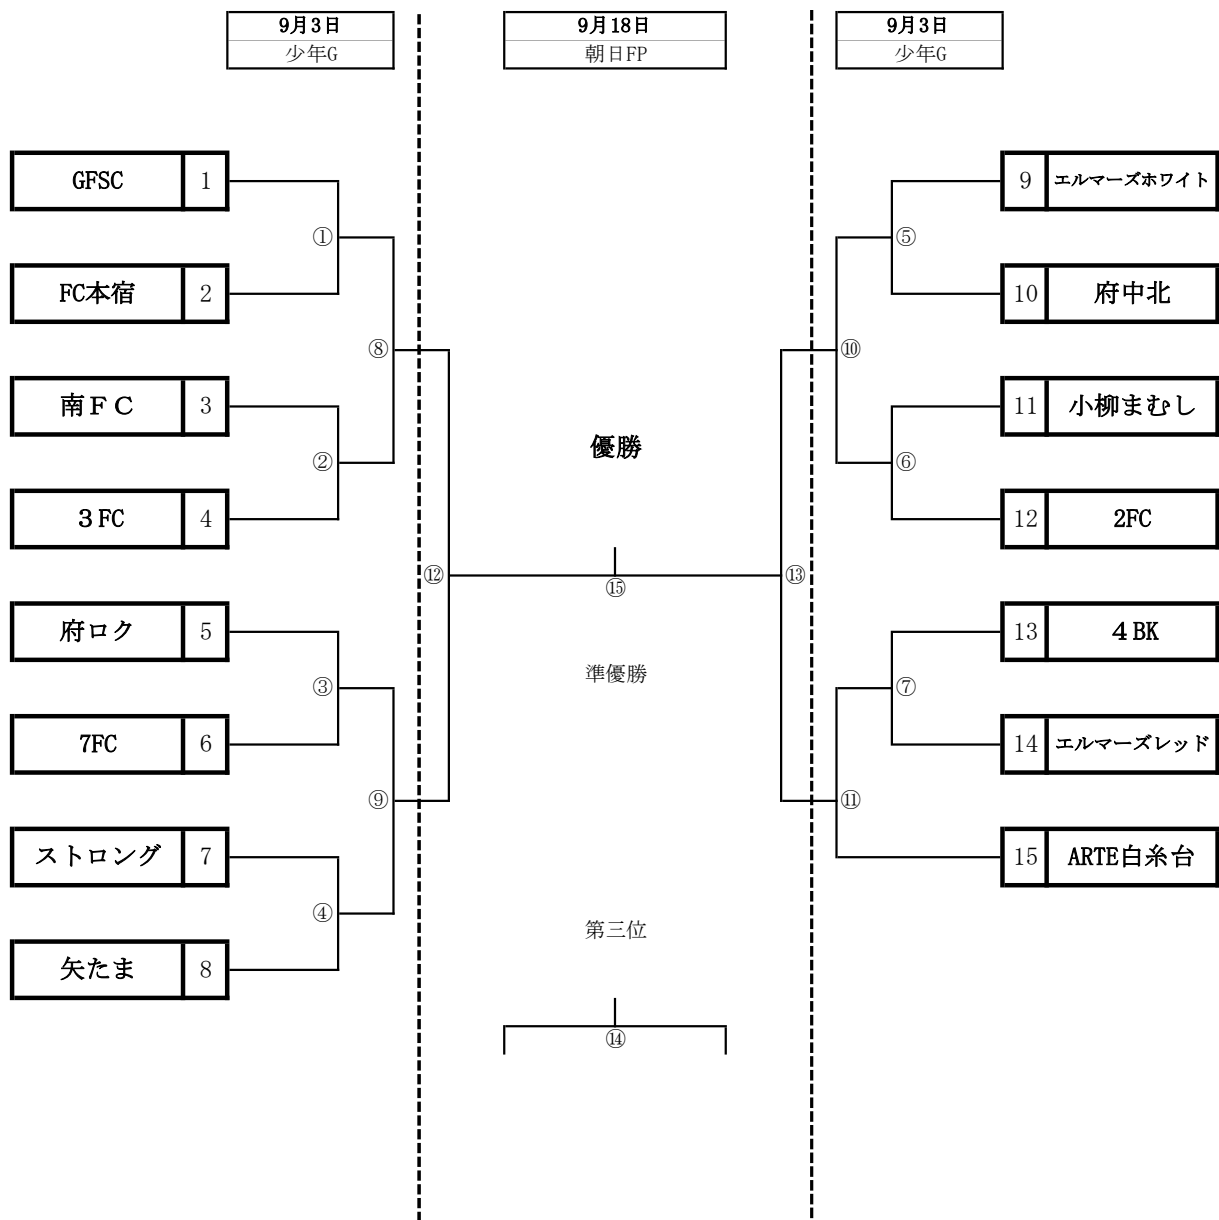 9月3日
少年G
9月18日
朝日FP
9月3日
少年G
GFSC 1
①
FC本宿 2
⑧
南ＦＣ 3
②
３FC 4
⑫
府ロク 5
③
7FC 6
⑨
ストロング 7
④
矢たま 8
優勝
⑮
準優勝
第三位
⑭
9 エルマーズホワイト
⑤
10 府中北
⑩
11 小柳まむし
⑥
12 2FC
⑬
13 ４BK
⑦
14 エルマーズレッド
⑪
15 ARTE白糸台